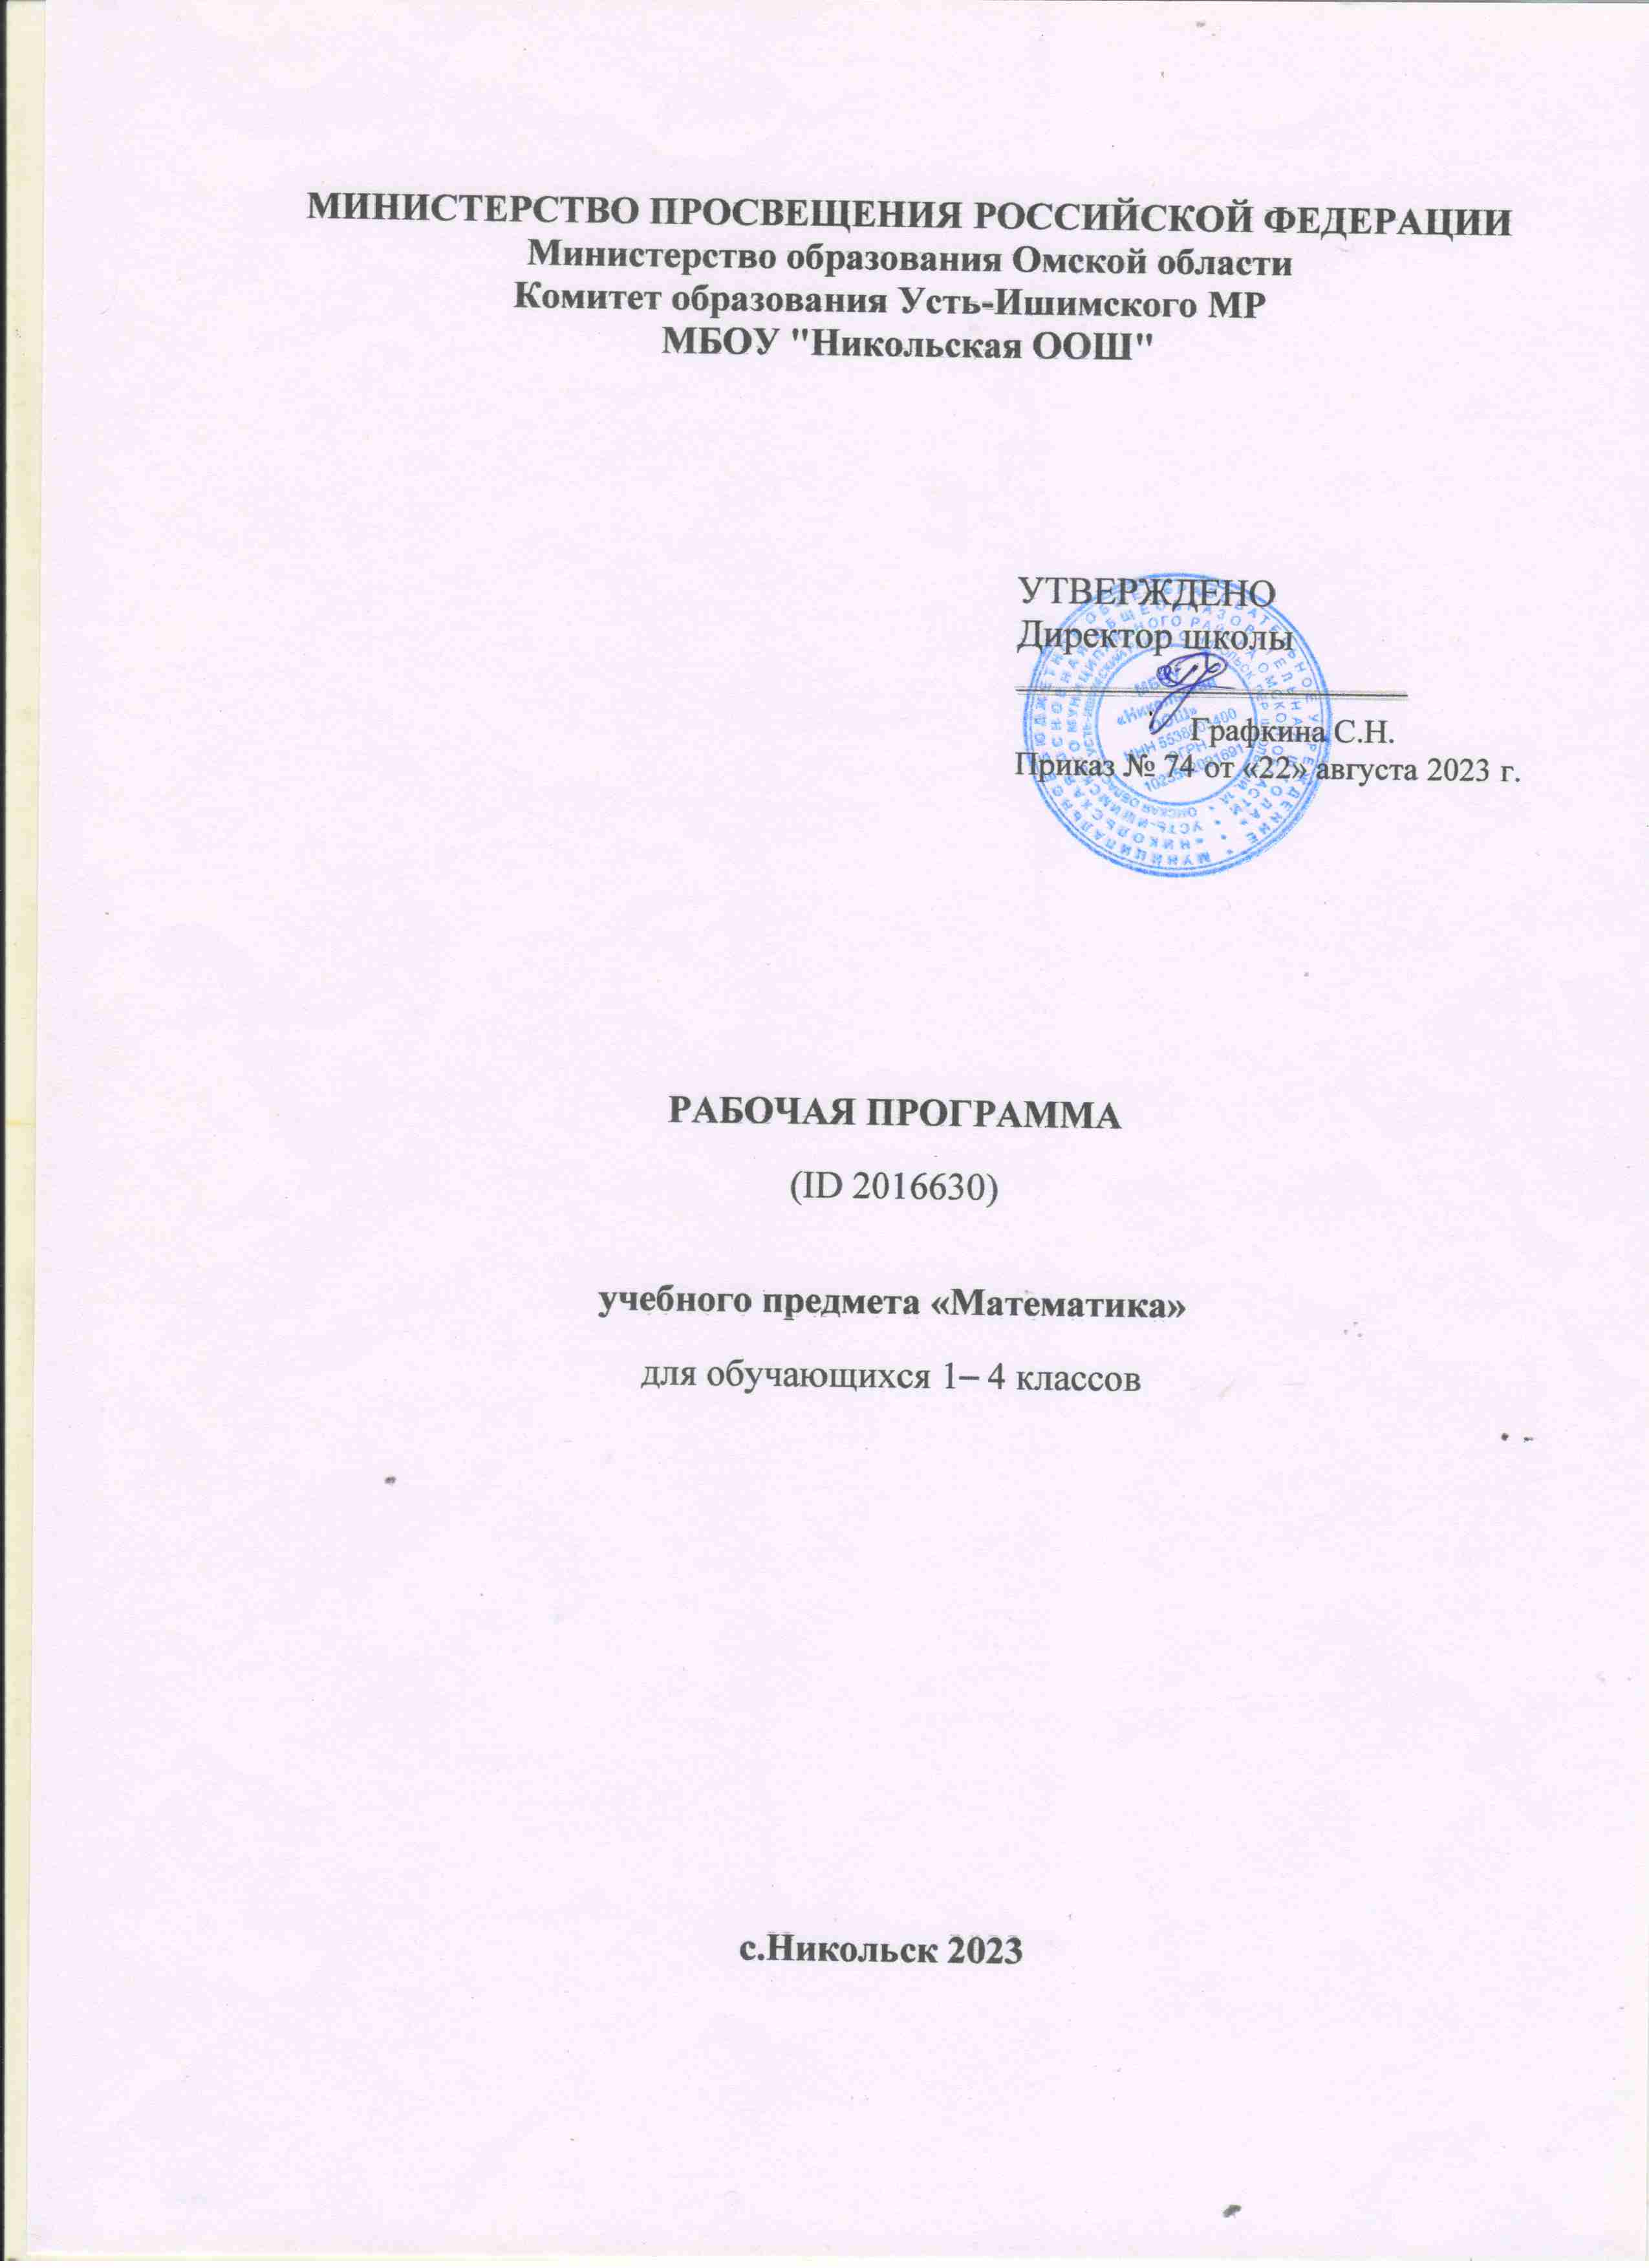 МИНИСТЕРСТВО ПРОСВЕЩЕНИЯ РОССИЙСКОЙ ФЕДЕРАЦИИ
Министерство образования Омской области
Комитет образования Усть-Ишимского МР
МБОУ "Никольская ООШ"
УТВЕРЖДЕНО
Директор школы
Графкина С.Н.
Приказ № 74 от «22» августа 2023 г.
РАБОЧАЯ ПРОГРАММА
(ID 2016630)
учебного предмета «Математика»
для обучающихся 1– 4 классов
с.Никольск 2023